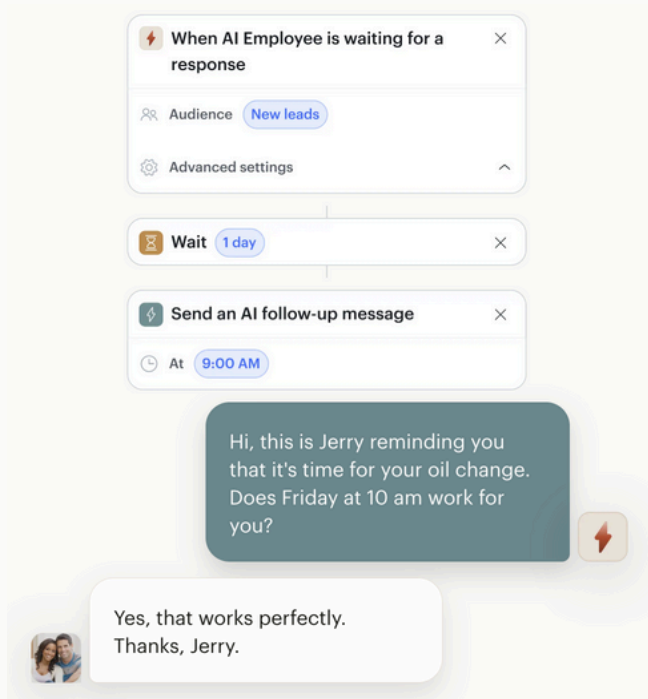 When AI Employee is waiting for a
response
Audience New leads
Advanced settings
Wait 1 day
Send an AI follow-up message
At 9:00 AM
Hi, this is Jerry reminding you
that it's time for your oil change.
Does Friday at 10 am work for
you?
Yes, that works perfectly.
Thanks, Jerry.